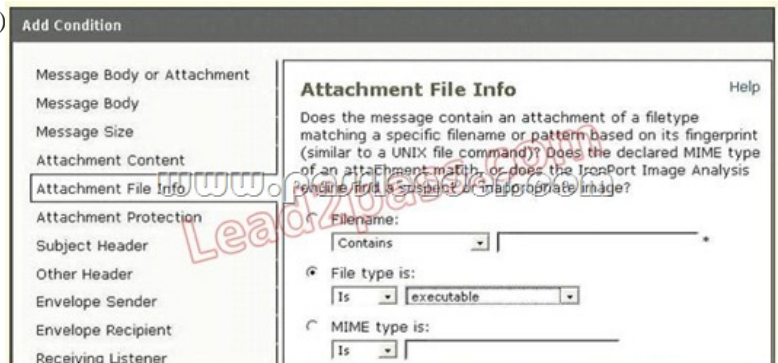 )
Add Condition
Message Body or Attachment
Message Body
Message Size
Attachment Content
Attachment File Info
Attachment Protection
Subject Header
Other Header
Envelope Sender
Envelope Recipient
Receiving Listener
Attachment File Info
Help
Does the message contain an attachment of a filetype
matching a specific filename or pattern based on its fingerprint
(similar to a UNIX file command)? Does the declared MIME type
of an attachment match, or does the IronPort Image Analysis
engine find a suspect or inappropriate image?
Filename:
Contains
*
File type is:
Is
executable
MIME type is:
Is
Lead2pass.com